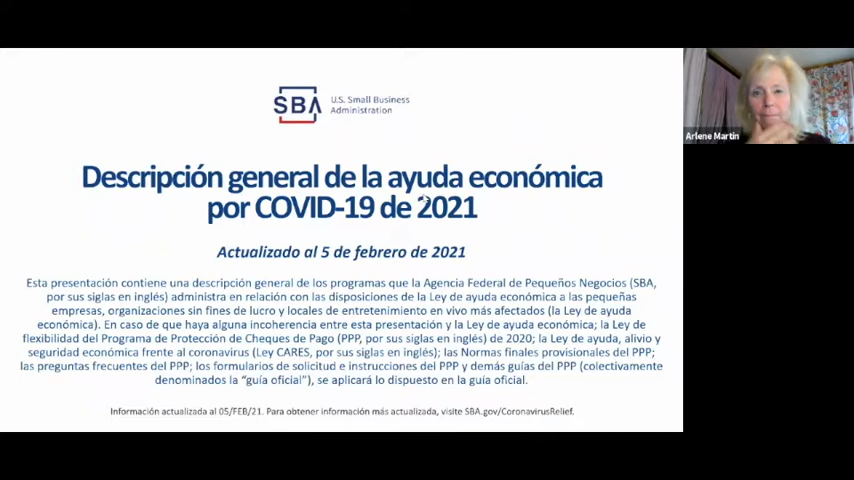 SBA U.S. Small Business
Administration
Arlene Martin
Descripción general de la ayuda económica
por COVID-19 de 2021
Actualizado al 5 de febrero de 2021
Esta presentación contiene una descripción general de los programas que la Agencia Federal de Pequeños Negocios (SBA,
por sus siglas en inglés) administra en relación con las disposiciones de la Ley de ayuda económica a las pequeñas
empresas, organizaciones sin fines de lucro y locales de entretenimiento en vivo más afectados (la Ley de ayuda
económica). En caso de que haya alguna incoherencia entre esta presentación y la Ley de ayuda económica; la Ley de
flexibilidad del Programa de Protección de Cheques de Pago (PPP, por sus siglas en inglés) de 2020; la Ley de ayuda, alivio y
seguridad económica frente al coronavirus (Ley CARES, por sus siglas en inglés); las Normas finales provisionales del PPP;
las preguntas frecuentes del PPP; los formularios de solicitud e instrucciones del PPP y demás guías del PPP (colectivamente
denominados la “guía oficial”), se aplicará lo dispuesto en la guía oficial.
Información actualizada al 05/FEB/21. Para obtener información más actualizada, visite SBA.gov/CoronavirusRelief.